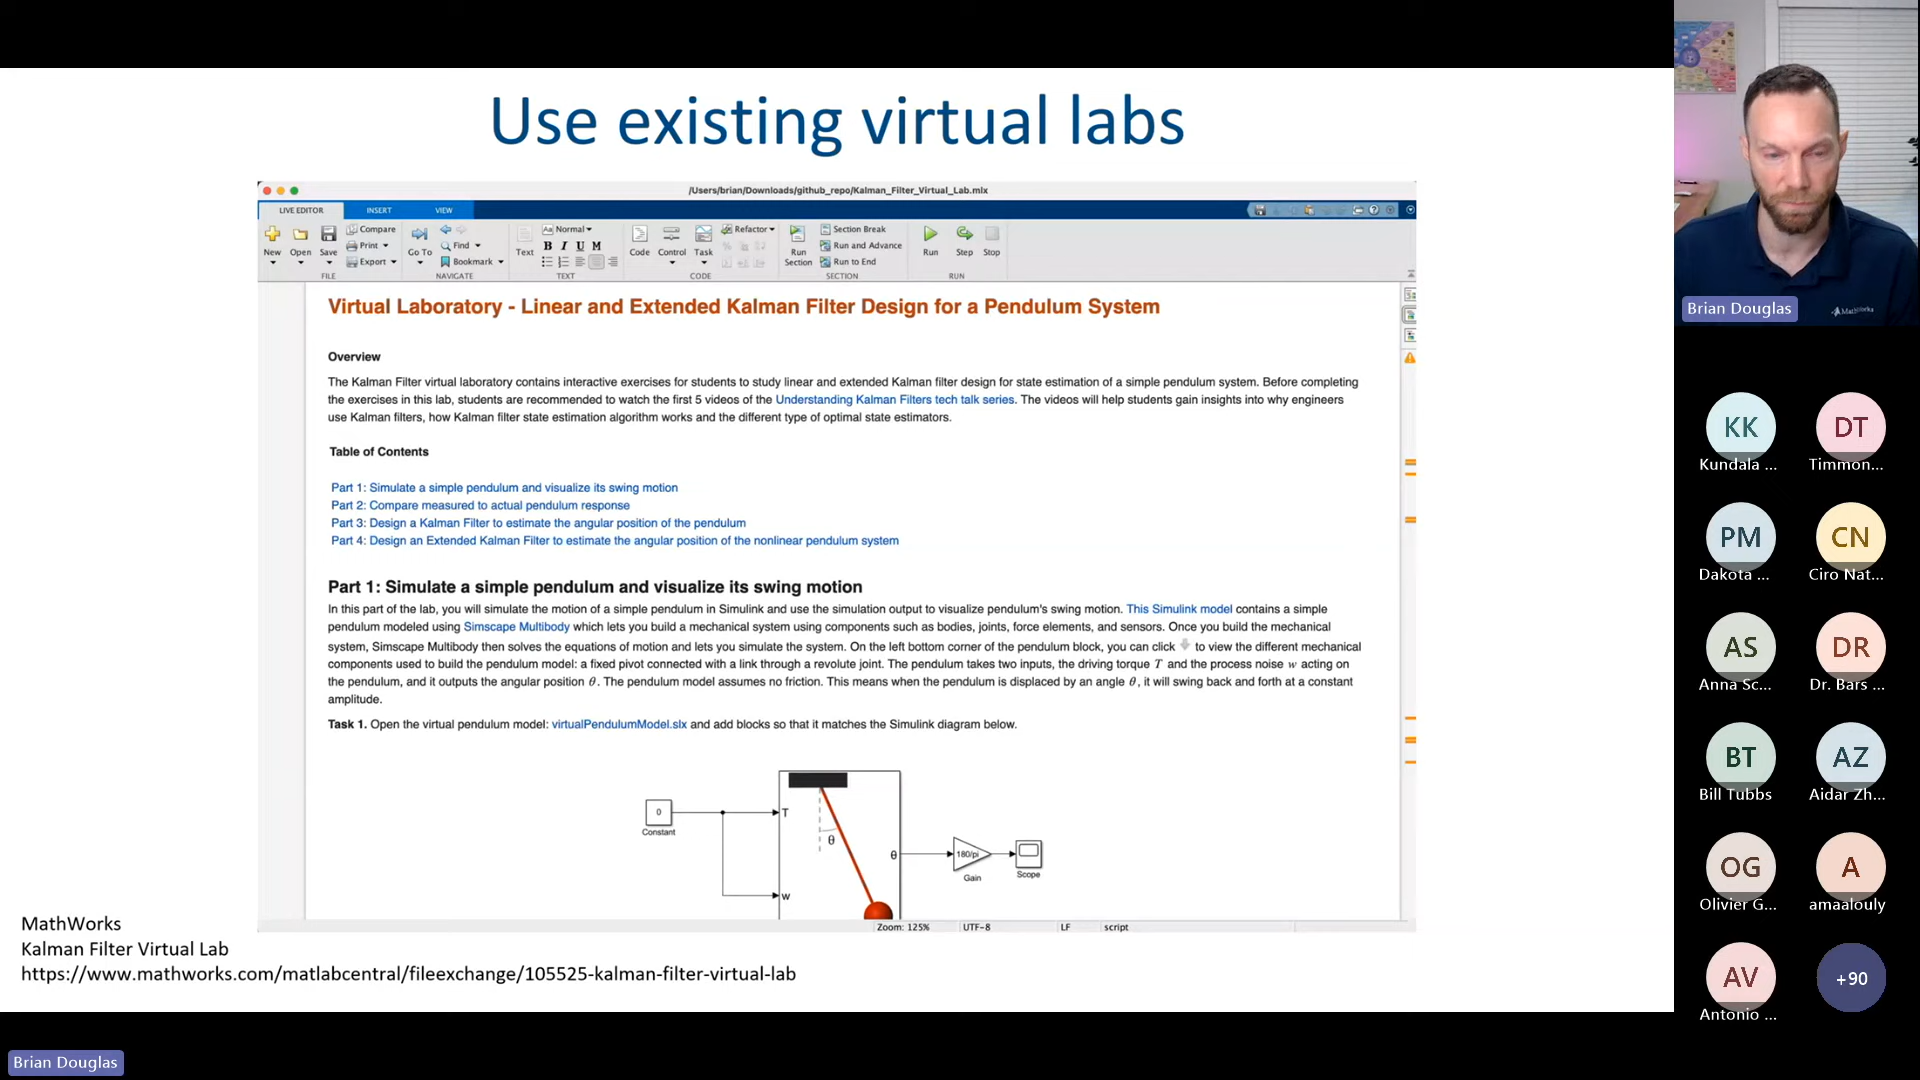 Use existing virtual labs
/Users/brian/Downloads/github_repo/Kalman_Filter_Virtual_Lab.mlx
LIVE EDITOR INSERT VIEW
New Open Save Compare Print Export
FILE
Go To Find Bookmark
NAVIGATE
Text Normal
B I U M
TEXT
Code Control Task Refactor
CODE
Run Section Section Break Run and Advance Run to End
SECTION
Run Step Stop
RUN
Virtual Laboratory - Linear and Extended Kalman Filter Design for a Pendulum System
Overview
The Kalman Filter virtual laboratory contains interactive exercises for students to study linear and extended Kalman filter design for state estimation of a simple pendulum system. Before completing
the exercises in this lab, students are recommended to watch the first 5 videos of the Understanding Kalman Filters tech talk series. The videos will help students gain insights into why engineers
use Kalman filters, how Kalman filter state estimation algorithm works and the different type of optimal state estimators.
Table of Contents
Part 1: Simulate a simple pendulum and visualize its swing motion
Part 2: Compare measured to actual pendulum response
Part 3: Design a Kalman Filter to estimate the angular position of the pendulum
Part 4: Design an Extended Kalman Filter to estimate the angular position of the nonlinear pendulum system
Part 1: Simulate a simple pendulum and visualize its swing motion
In this part of the lab, you will simulate the motion of a simple pendulum in Simulink and use the simulation output to visualize pendulum's swing motion. This Simulink model contains a simple
pendulum modeled using Simscape Multibody which lets you build a mechanical system using components such as bodies, joints, force elements, and sensors. Once you build the mechanical
system, Simscape Multibody then solves the equations of motion and lets you simulate the system. On the left bottom corner of the pendulum block, you can click to view the different mechanical
components used to build the pendulum model: a fixed pivot connected with a link through a revolute joint. The pendulum takes two inputs, the driving torque T and the process noise w acting on
the pendulum, and it outputs the angular position θ. The pendulum model assumes no friction. This means when the pendulum is displaced by an angle θ, it will swing back and forth at a constant
amplitude.
Task 1. Open the virtual pendulum model: virtualPendulumModel.slx and add blocks so that it matches the Simulink diagram below.
0
Constant
T
w
θ
θ
180/pi
Gain
Scope
Zoom: 125% UTF-8 LF script
MathWorks
Kalman Filter Virtual Lab
https://www.mathworks.com/matlabcentral/fileexchange/105525-kalman-filter-virtual-lab
Brian Douglas
MathWorks
Brian Douglas
KK DT
Kundala ... Timmon...
PM CN
Dakota ... Ciro Nat...
AS DR
Anna Sc... Dr. Bars ...
BT AZ
Bill Tubbs Aidar Zh...
OG A
Olivier G... amaalouly
AV +90
Antonio ...